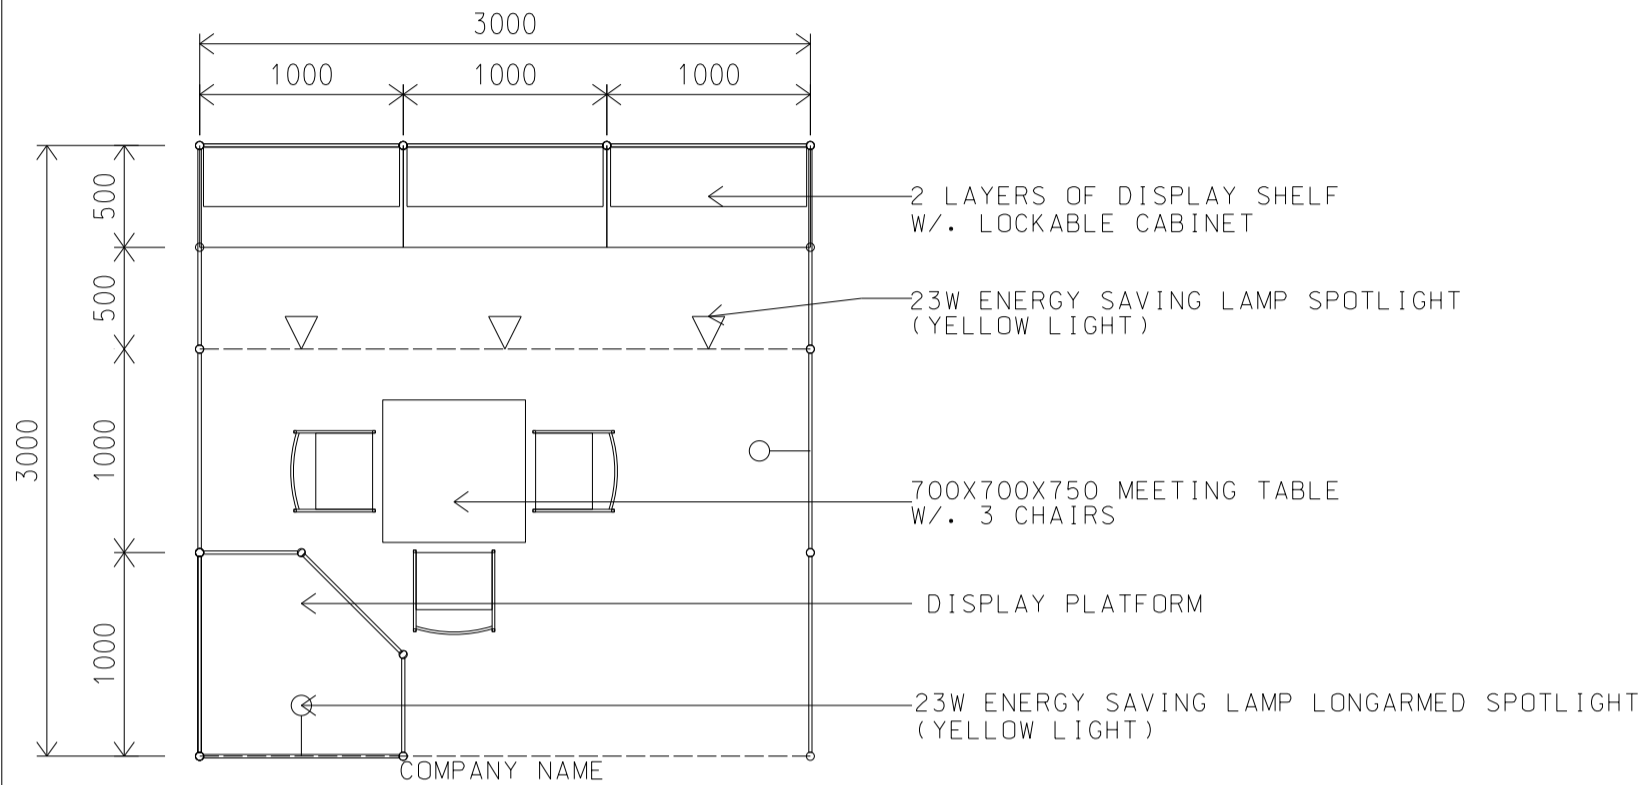 3000
1000 1000 1000
500
500
3000
1000
1000
2 LAYERS OF DISPLAY SHELF
W/. LOCKABLE CABINET
23W ENERGY SAVING LAMP SPOTLIGHT
(YELLOW LIGHT)
700X700X750 MEETING TABLE
W/. 3 CHAIRS
DISPLAY PLATFORM
23W ENERGY SAVING LAMP LONGARMED SPOTLIGHT
(YELLOW LIGHT)
COMPANY NAME